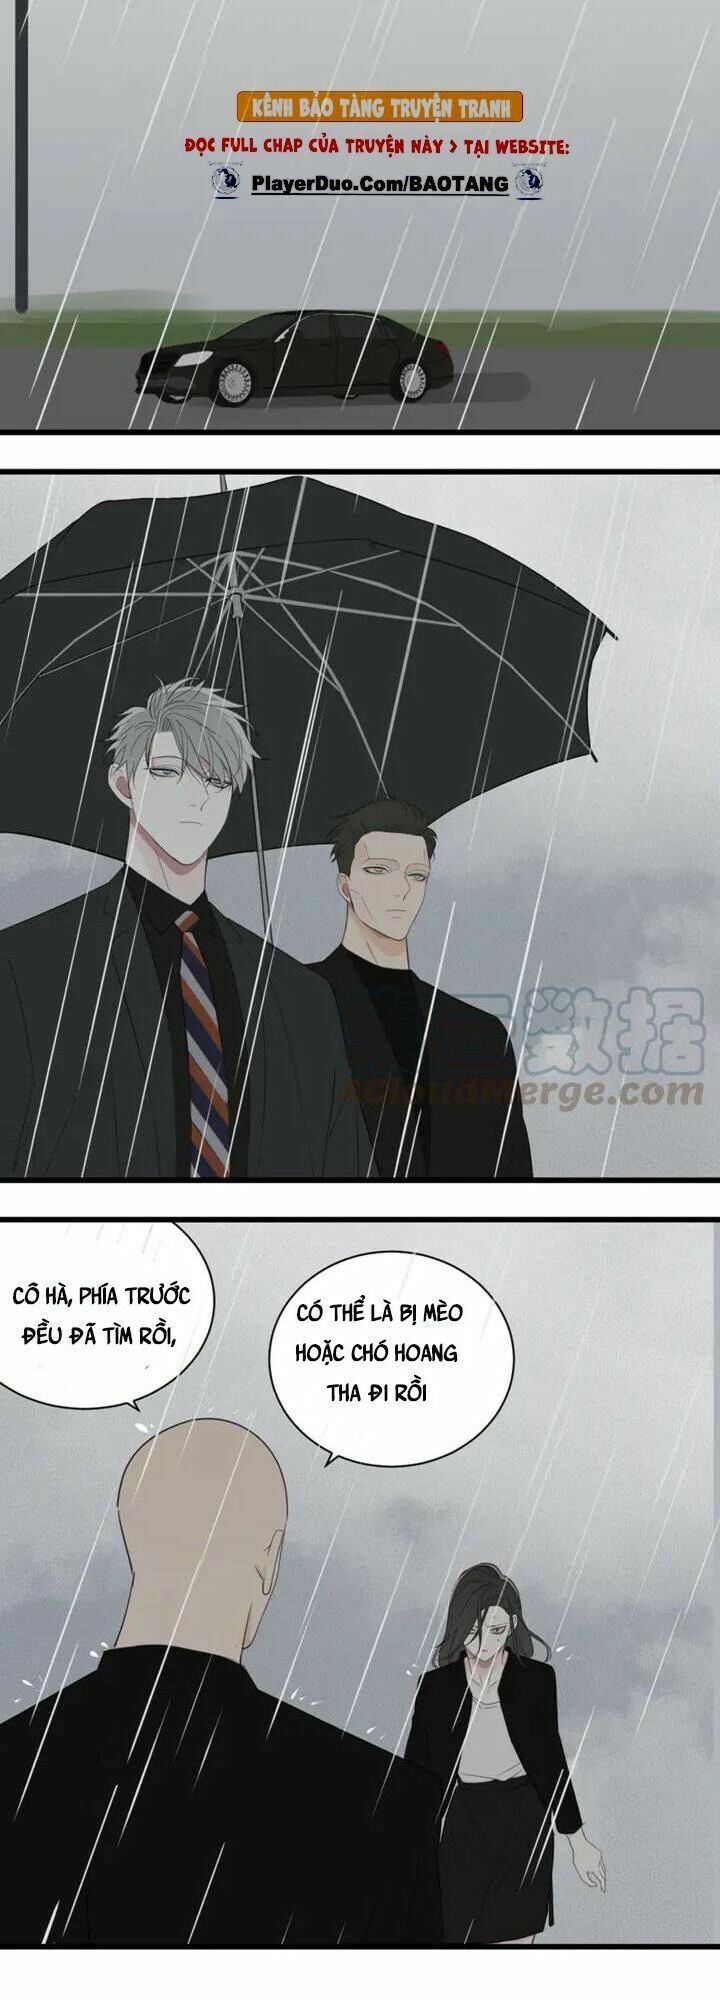 KÊNH BẢO TÀNG TRUYỆN TRANH
ĐỌC FULL CHAP CỦA TRUYỆN NÀY > TẠI WEBSITE:
PlayerDuo.Com/BAOTANG
集云数据
ACloudMerge.com
CÔ HÀ, PHÍA TRƯỚC
ĐỀU ĐÃ TÌM RỒI,
CÓ THỂ LÀ BỊ MÈO
HOẶC CHÓ HOANG
THA ĐI RỒI